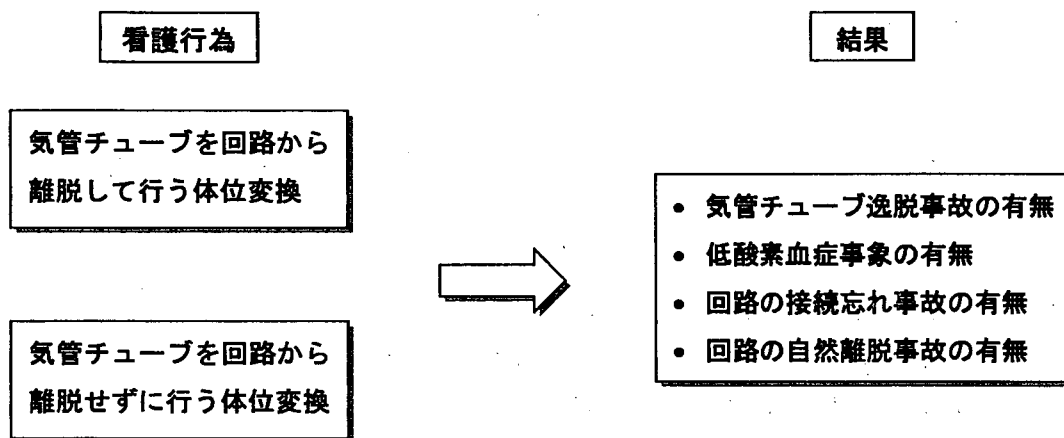 看護行為
気管チューブを回路から
離脱して行う体位変換
気管チューブを回路から
離脱せずに行う体位変換
結果
• 気管チューブ逸脱事故の有無
• 低酸素血症事象の有無
• 回路の接続忘れ事故の有無
• 回路の自然離脱事故の有無